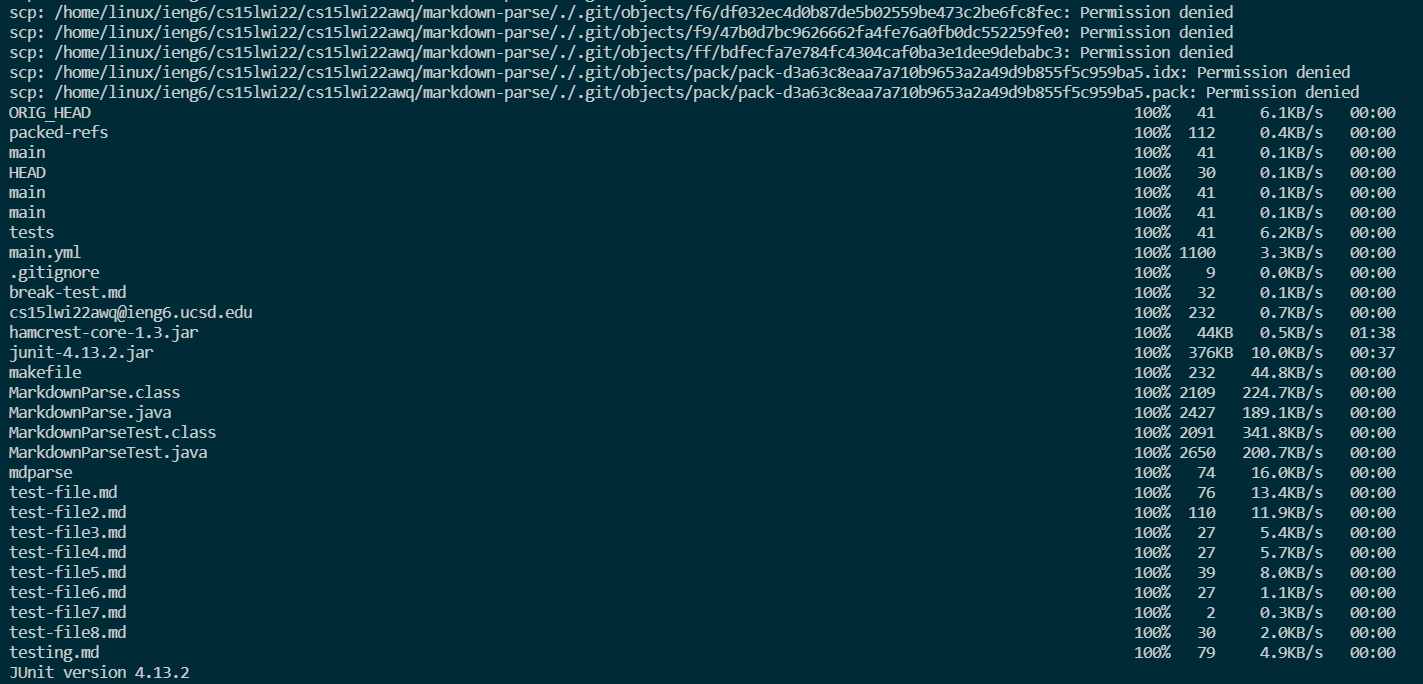 scp: /home/linux/ieng6/cs15lwi22/cs15lwi22awq/markdown-parse/./.git/objects/f6/df032ec4d0b87de5b02559be473c2be6fc8fec: Permission denied
scp: /home/linux/ieng6/cs15lwi22/cs15lwi22awq/markdown-parse/./.git/objects/f9/47b0d7bc9626662fa4fe76a0fb0dc552259fe0: Permission denied
scp: /home/linux/ieng6/cs15lwi22/cs15lwi22awq/markdown-parse/./.git/objects/ff/bdfecfa7e784fc4304caf0ba3e1dee9debabc3: Permission denied
scp: /home/linux/ieng6/cs15lwi22/cs15lwi22awq/markdown-parse/./.git/objects/pack/pack-d3a63c8eaa7a710b9653a2a49d9b855f5c959ba5.idx: Permission denied
scp: /home/linux/ieng6/cs15lwi22/cs15lwi22awq/markdown-parse/./.git/objects/pack/pack-d3a63c8eaa7a710b9653a2a49d9b855f5c959ba5.pack: Permission denied
ORIG_HEAD 100% 41 6.1KB/s 00:00
packed-refs 100% 112 0.4KB/s 00:00
main 100% 41 0.1KB/s 00:00
HEAD 100% 30 0.1KB/s 00:00
main 100% 41 0.1KB/s 00:00
main 100% 41 0.1KB/s 00:00
tests 100% 41 6.2KB/s 00:00
main.yml 100% 1100 3.3KB/s 00:00
.gitignore 100% 9 0.0KB/s 00:00
break-test.md 100% 32 0.1KB/s 00:00
cs15lwi22awq@ieng6.ucsd.edu 100% 232 0.7KB/s 00:00
hamcrest-core-1.3.jar 100% 44KB 0.5KB/s 01:38
junit-4.13.2.jar 100% 376KB 10.0KB/s 00:37
makefile 100% 232 44.8KB/s 00:00
MarkdownParse.class 100% 2109 224.7KB/s 00:00
MarkdownParse.java 100% 2427 189.1KB/s 00:00
MarkdownParseTest.class 100% 2091 341.8KB/s 00:00
MarkdownParseTest.java 100% 2650 200.7KB/s 00:00
mdparse 100% 74 16.0KB/s 00:00
test-file.md 100% 76 13.4KB/s 00:00
test-file2.md 100% 110 11.9KB/s 00:00
test-file3.md 100% 27 5.4KB/s 00:00
test-file4.md 100% 27 5.7KB/s 00:00
test-file5.md 100% 39 8.0KB/s 00:00
test-file6.md 100% 27 1.1KB/s 00:00
test-file7.md 100% 2 0.3KB/s 00:00
test-file8.md 100% 30 2.0KB/s 00:00
testing.md 100% 79 4.9KB/s 00:00
JUnit version 4.13.2